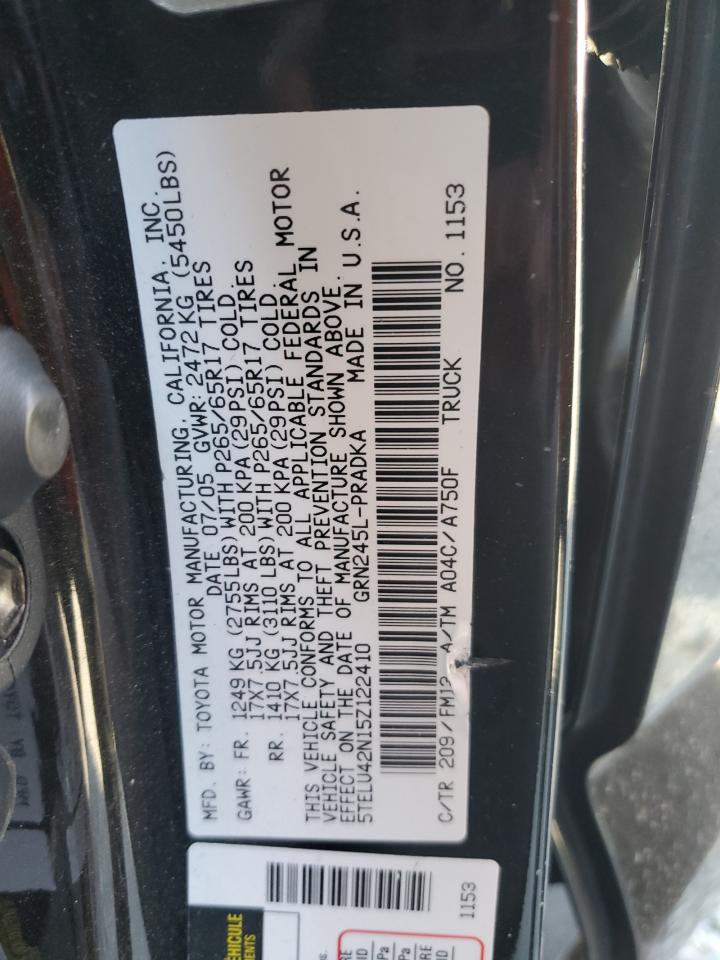 MFD. BY: TOYOTA MOTOR MANUFACTURING, CALIFORNIA, INC.
DATE 07/05 GVWR: 2472 KG (5450LBS)
GAWR: FR. 1249 KG (2755LBS) WITH P265/65R17 TIRES
17X7.5JJ RIMS AT 200 KPA (29PSI) COLD.
RR. 1410 KG (3110 LBS) WITH P265/65R17 TIRES
17X7.5JJ RIMS AT 200 KPA (29PSI) COLD.
THIS VEHICLE CONFORMS TO ALL APPLICABLE FEDERAL MOTOR
VEHICLE SAFETY AND THEFT PREVENTION STANDARDS IN
EFFECT ON THE DATE OF MANUFACTURE SHOWN ABOVE.
5TELU42N15Z122410 GRN245L-PRADKA MADE IN U.S.A.
C/TR 209/FM12 A/TM A04C/A750F TRUCK NO. 1153
1153